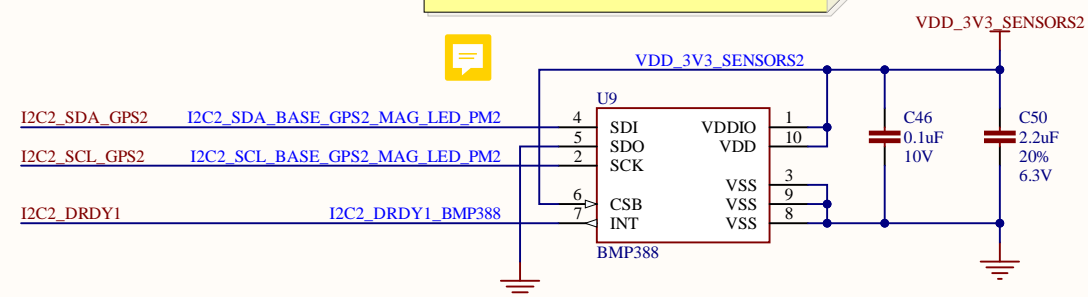 VDD_3V3_SENSORS2
VDD_3V3_SENSORS2
U9
I2C2_SDA_GPS2 I2C2_SDA_BASE_GPS2_MAG_LED_PM2 4 SDI VDDIO 1
5 SDO VDD 10
I2C2_SCL_GPS2 I2C2_SCL_BASE_GPS2_MAG_LED_PM2 2 SCK
VSS 3
6 CSB VSS 9
I2C2_DRDY1 I2C2_DRDY1_BMP388 7 INT VSS 8
BMP388
C46
0.1uF
10V
C50
2.2uF
20%
6.3V